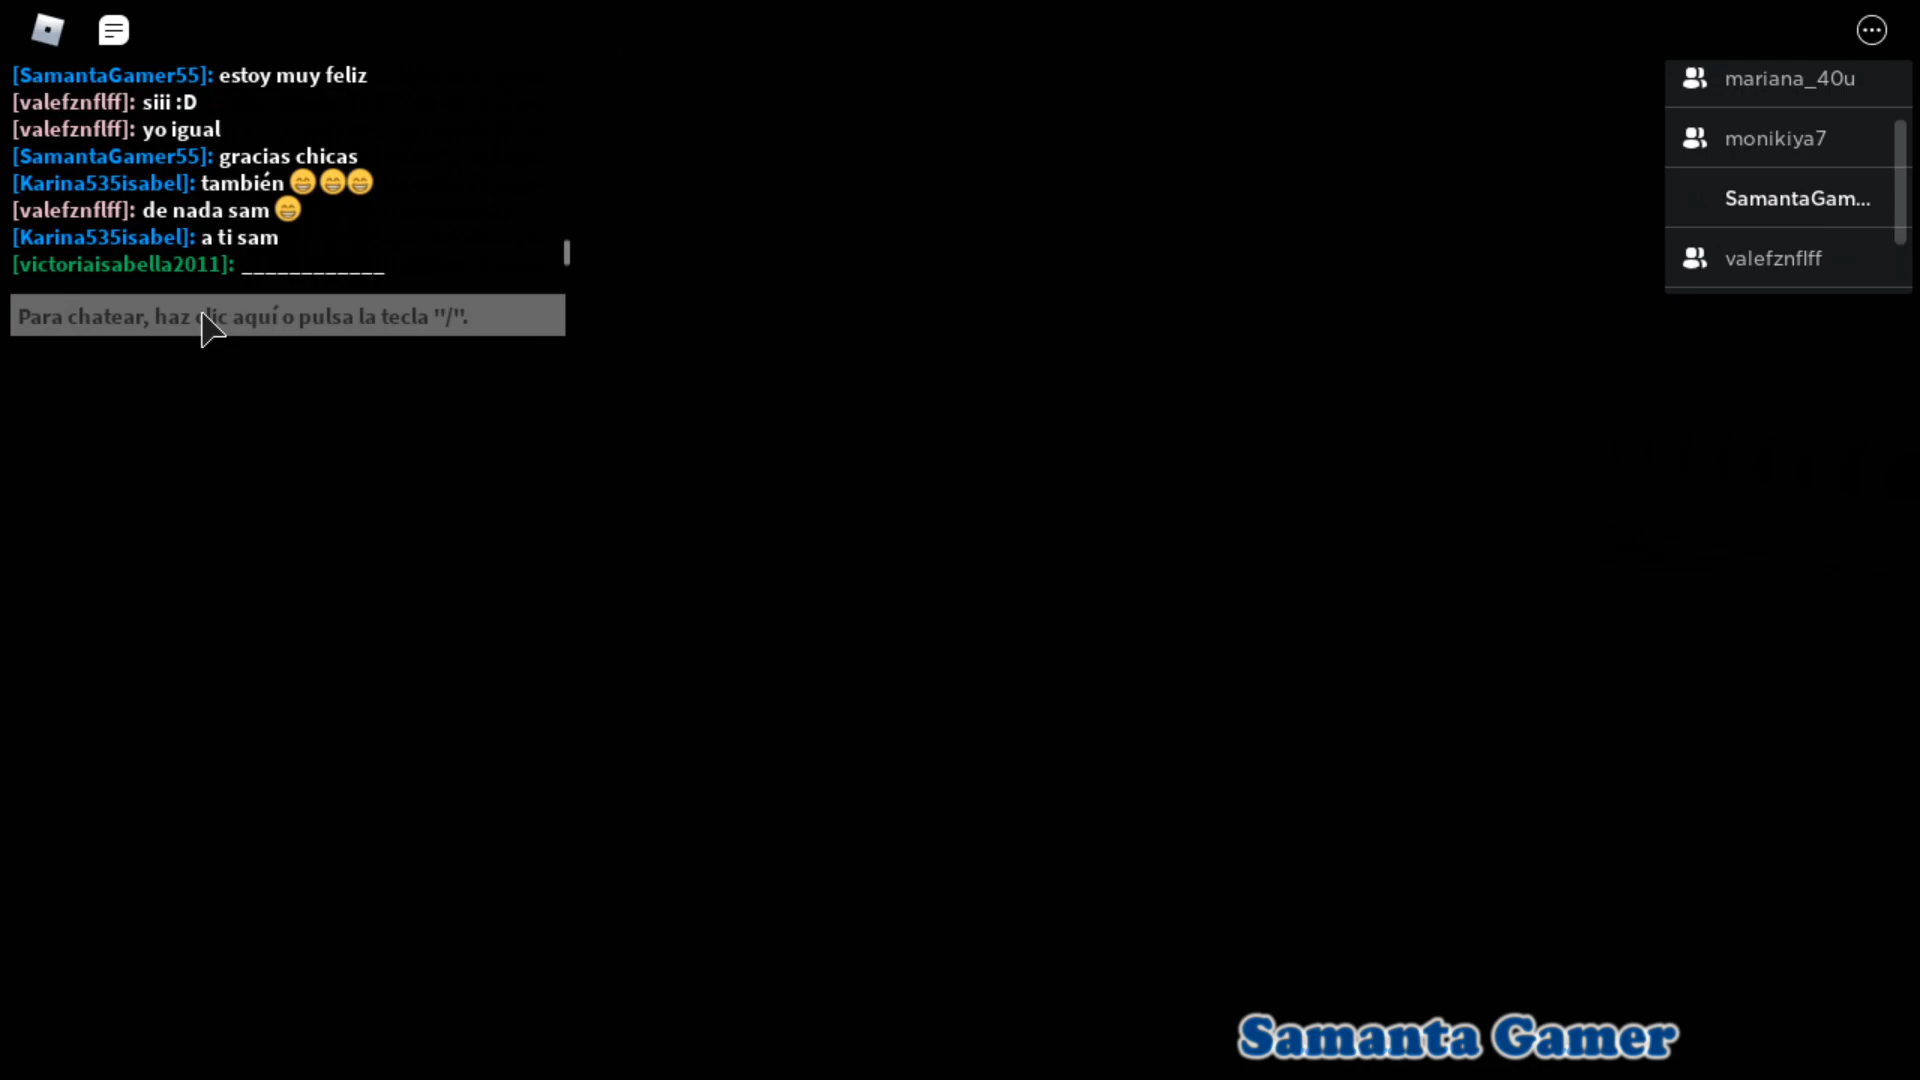 [SamantaGamer55]: estoy muy feliz
[valefznflff]: siii :D
[valefznflff]: yo igual
[SamantaGamer55]: gracias chicas
[Karina535isabel]: también 😁😁😁
[valefznflff]: de nada sam 😁
[Karina535isabel]: a ti sam
[victoriaisabella2011]: ____________
Para chatear, haz clic aquí o pulsa la tecla "/".
mariana_40u
monikiya7
SamantaGam...
valefznflff
Samanta Gamer